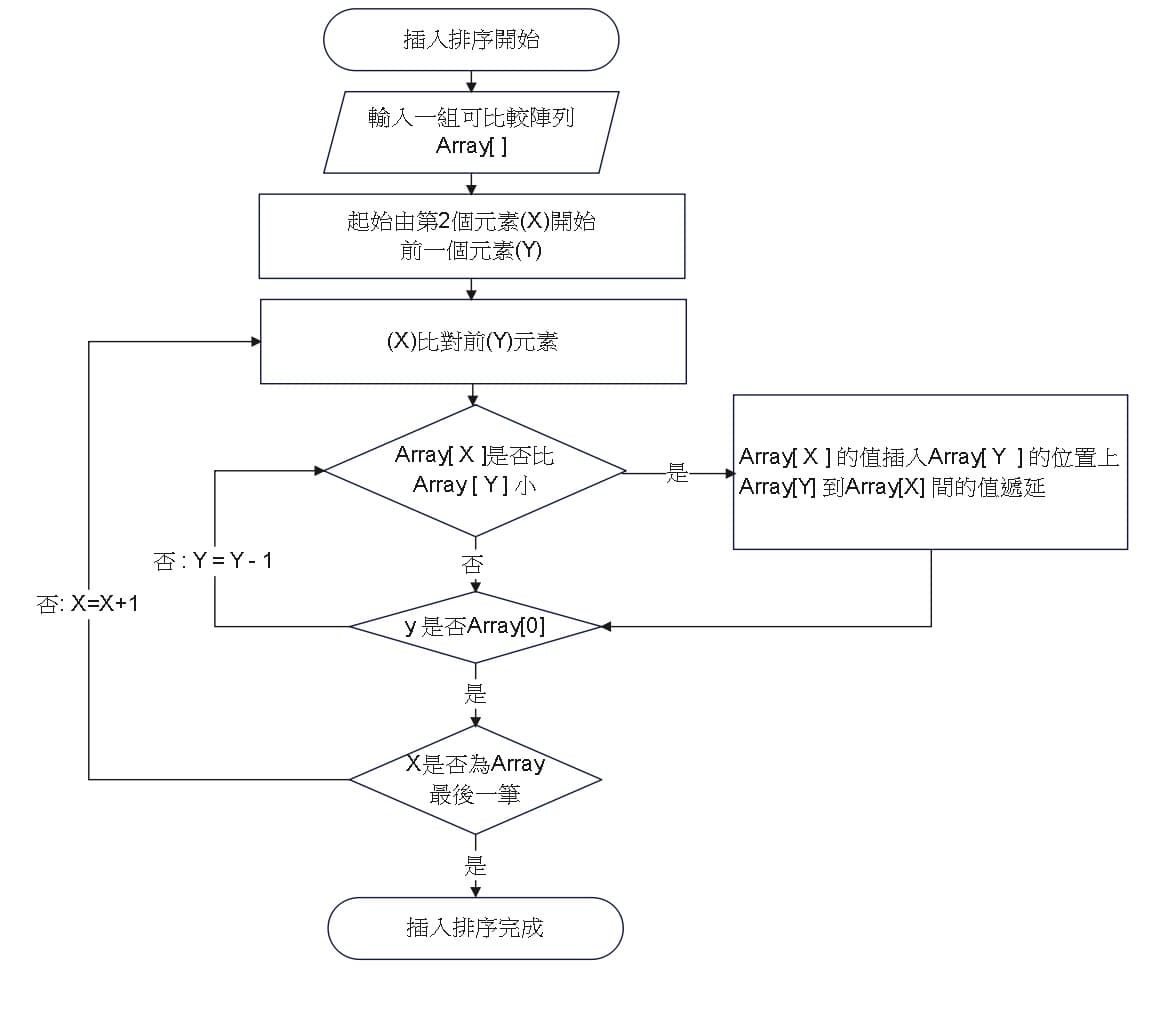 插入排序開始
輸入一組可比較陣列
Array[ ]
起始由第2個元素(X)開始
前一個元素(Y)
(X)比對前(Y)元素
Array[ X ]是否比
Array [ Y ] 小
是
Array[ X ] 的值插入Array[ Y ] 的位置上
Array[Y] 到Array[X] 間的值遞延
否 : Y = Y - 1
否
否: X=X+1
y 是否Array[0]
是
X是否為Array
最後一筆
是
插入排序完成